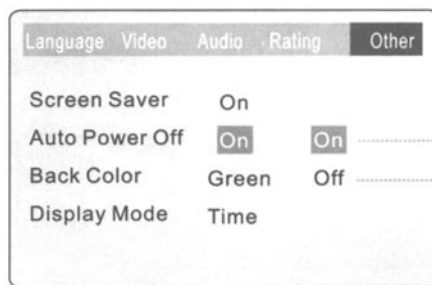 Language Video Audio Rating Other
Screen Saver On
Auto Power Off On On
Back Color Green Off
Display Mode Time